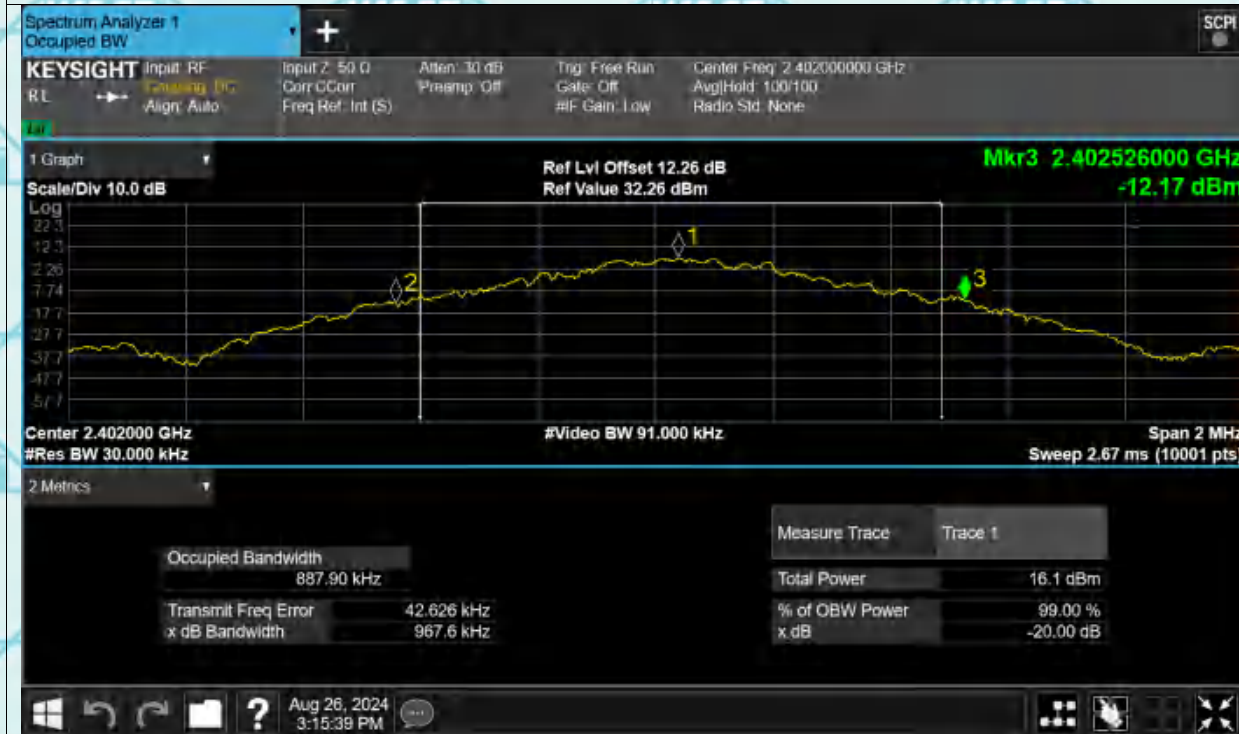 Spectrum Analyzer 1
Occupied BW
+
SCPI
KEYSIGHT Input: RF
RL
Coupling: DC
Align: Auto
Input Z: 50 Ω
Corr CCorr
Freq Ref: Int (S)
Atten: 30 dB
Preamp: Off
Trig: Free Run
Gate: Off
#IF Gain: Low
Center Freq: 2.402000000 GHz
Avg|Hold: 100/100
Radio Std: None
1 Graph
Scale/Div 10.0 dB
Ref Lvl Offset 12.26 dB
Ref Value 32.26 dBm
Mkr3 2.402526000 GHz
-12.17 dBm
Log
22.3
12.3
2.26
-7.74
-17.7
-27.7
-37.7
-47.7
-57.7
1
2
3
Center 2.402000 GHz
#Video BW 91.000 kHz
Span 2 MHz
#Res BW 30.000 kHz
Sweep 2.67 ms (10001 pts)
2 Metrics
Measure Trace Trace 1
Occupied Bandwidth
887.90 kHz
Total Power 16.1 dBm
Transmit Freq Error 42.626 kHz
% of OBW Power 99.00 %
x dB Bandwidth 967.6 kHz
x dB -20.00 dB
?
Aug 26, 2024
3:15:39 PM